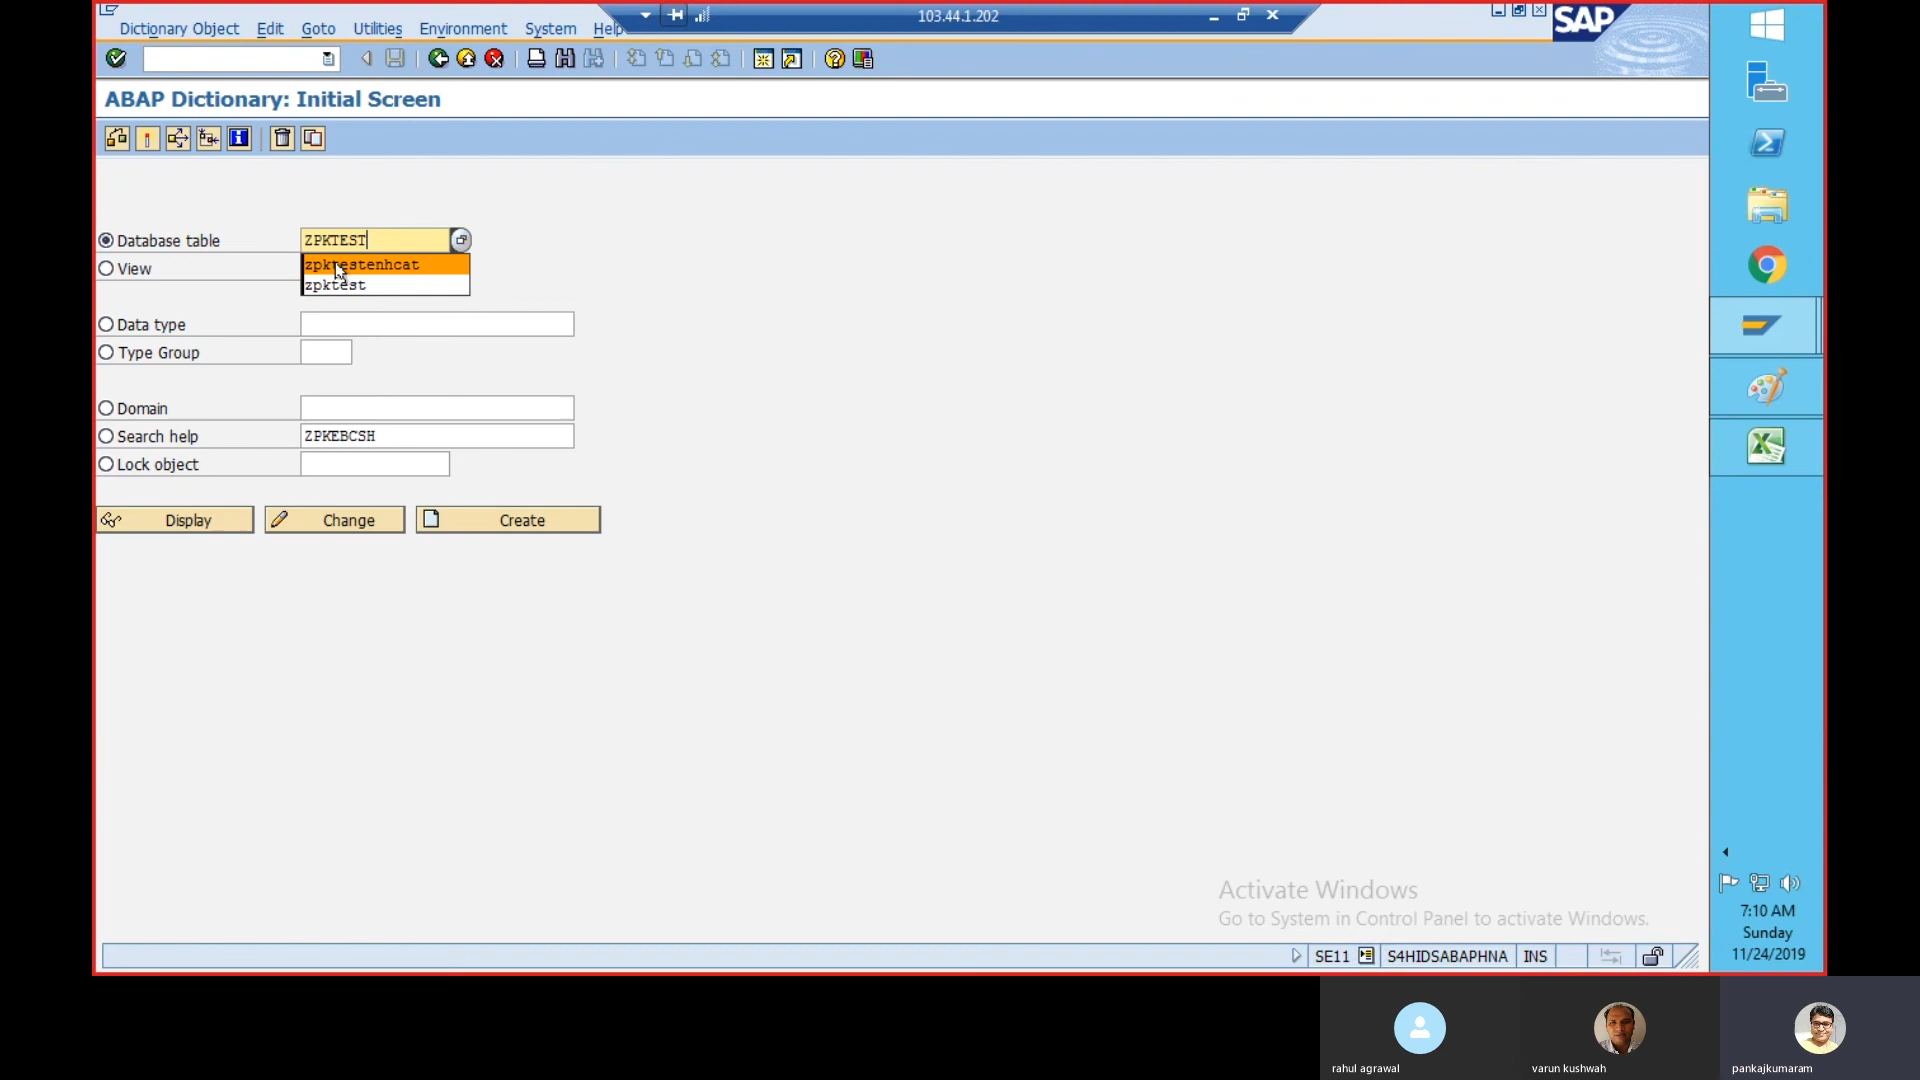 103.44.1.202
Dictionary Object Edit Goto Utilities Environment System Help
SAP
ABAP Dictionary: Initial Screen
Database table ZPKTEST
zpktestenhcat
View
zpktest
Data type
Type Group
Domain
Search help ZPKEBCSH
Lock object
Display Change Create
Activate Windows
Go to System in Control Panel to activate Windows.
SE11 S4HIDSABAPHNA INS
7:10 AM
Sunday
11/24/2019
rahul agrawal varun kushwah pankajkumaram